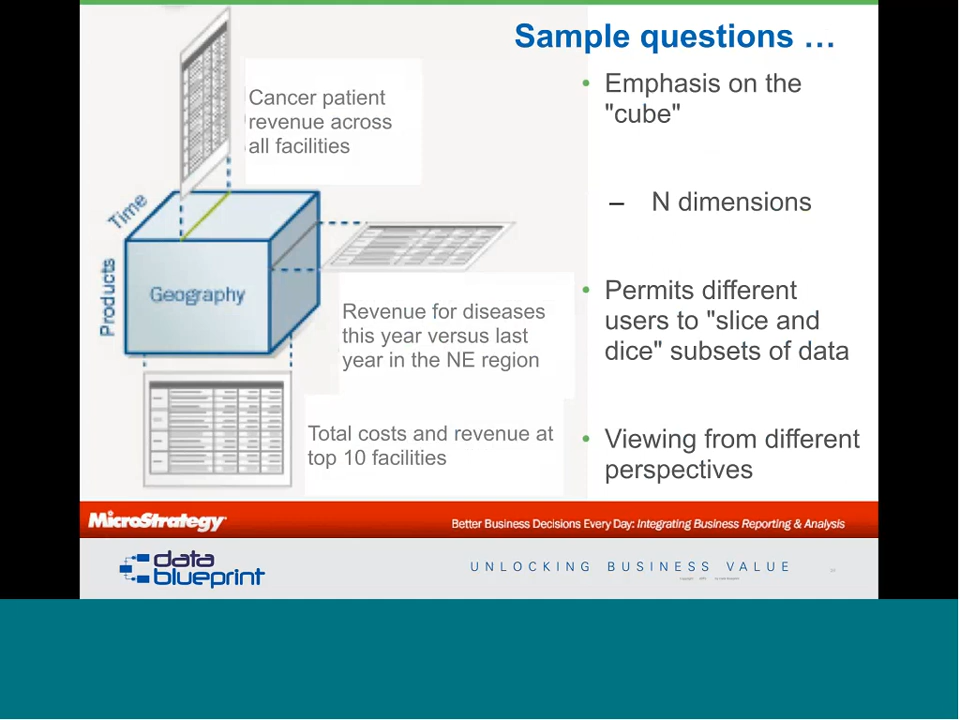 Sample questions …
Cancer patient
revenue across
all facilities
Time
Products
Geography
Revenue for diseases
this year versus last
year in the NE region
Total costs and revenue at
top 10 facilities
• Emphasis on the
"cube"
– N dimensions
• Permits different
users to "slice and
dice" subsets of data
• Viewing from different
perspectives
MicroStrategy
Better Business Decisions Every Day: Integrating Business Reporting & Analysis
data
blueprint
UNLOCKING BUSINESS VALUE